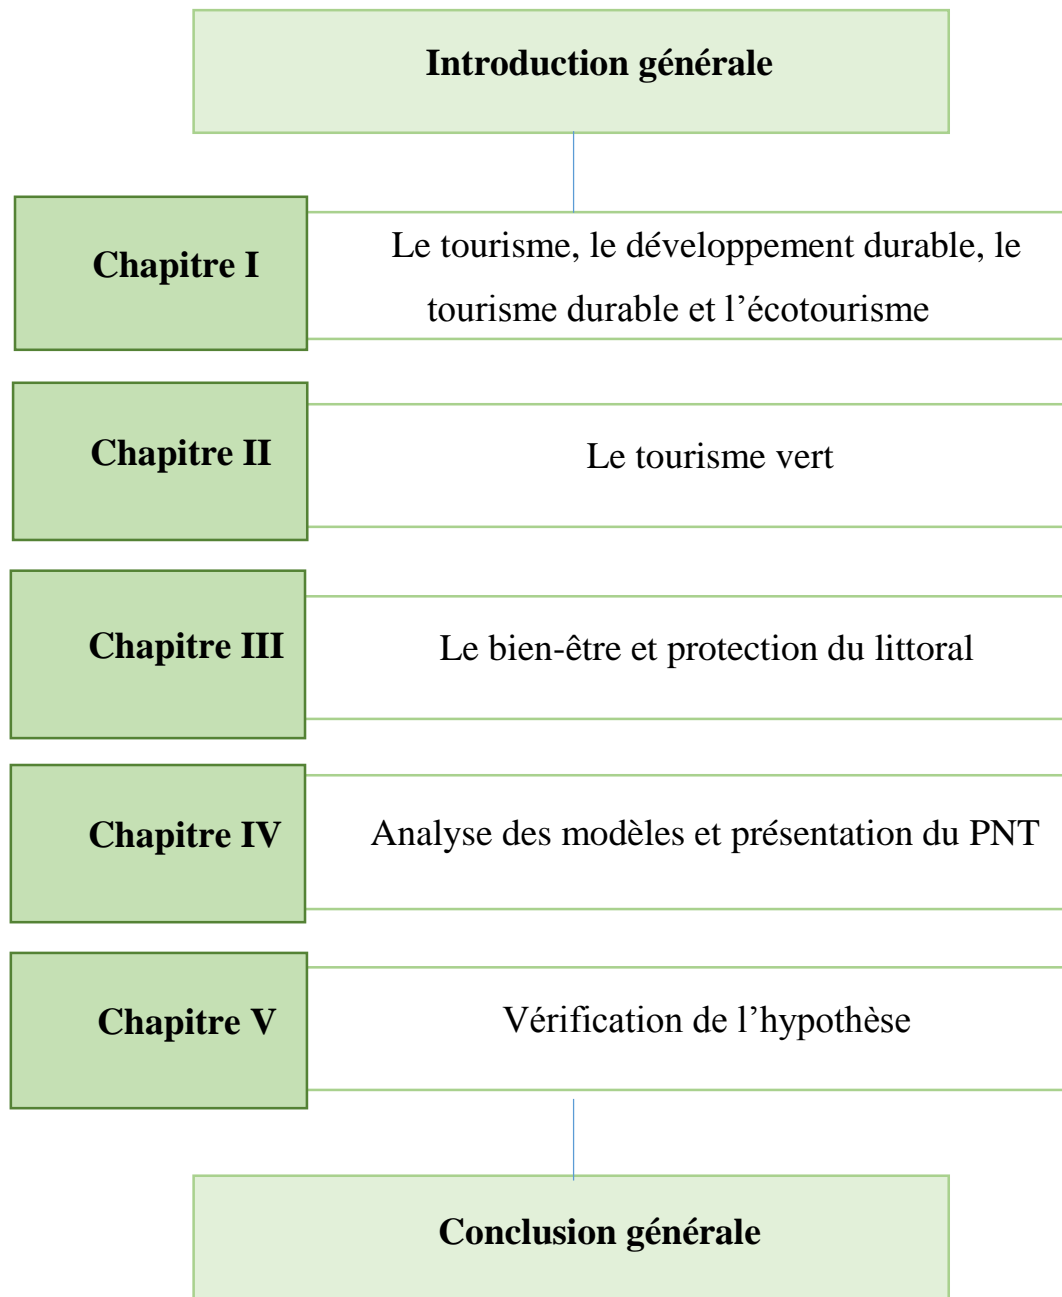 Introduction générale
Chapitre I
Le tourisme, le développement durable, le
tourisme durable et l’écotourisme
Chapitre II
Le tourisme vert
Chapitre III
Le bien-être et protection du littoral
Chapitre IV
Analyse des modèles et présentation du PNT
Chapitre V
Vérification de l’hypothèse
Conclusion générale